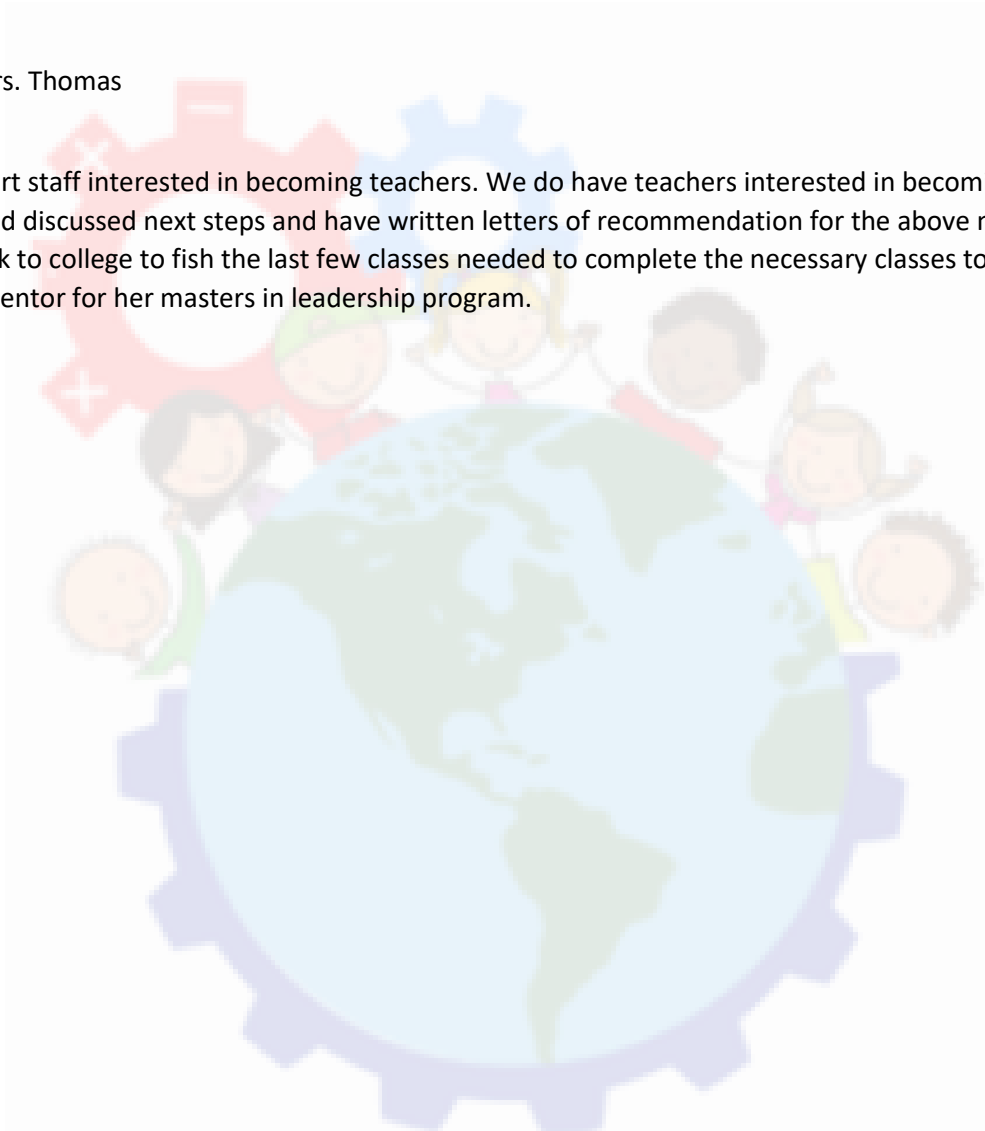 rs. Thomas
rt staff interested in becoming teachers. We do have teachers interested in becom
d discussed next steps and have written letters of recommendation for the above
k to college to fish the last few classes needed to complete the necessary classes to
entor for her masters in leadership program.